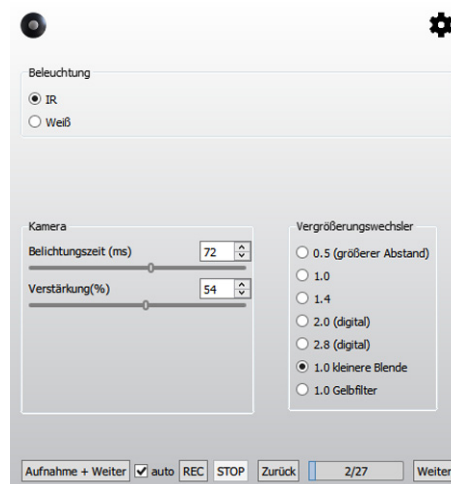 Beleuchtung
IR
Weiß
Kamera
Belichtungszeit (ms) 72
Verstärkung(%) 54
Vergrößerungswechsler
0.5 (größerer Abstand)
1.0
1.4
2.0 (digital)
2.8 (digital)
1.0 kleinere Blende
1.0 Gelbfilter
Aufnahme + Weiter auto REC STOP Zurück 2/27 Weiter